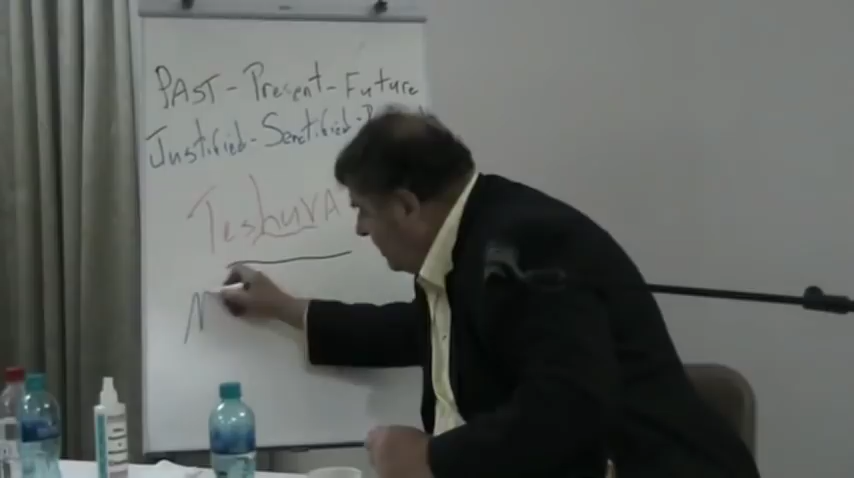 PAST - Present - Future
Justified - Sanctified -
Teshuva